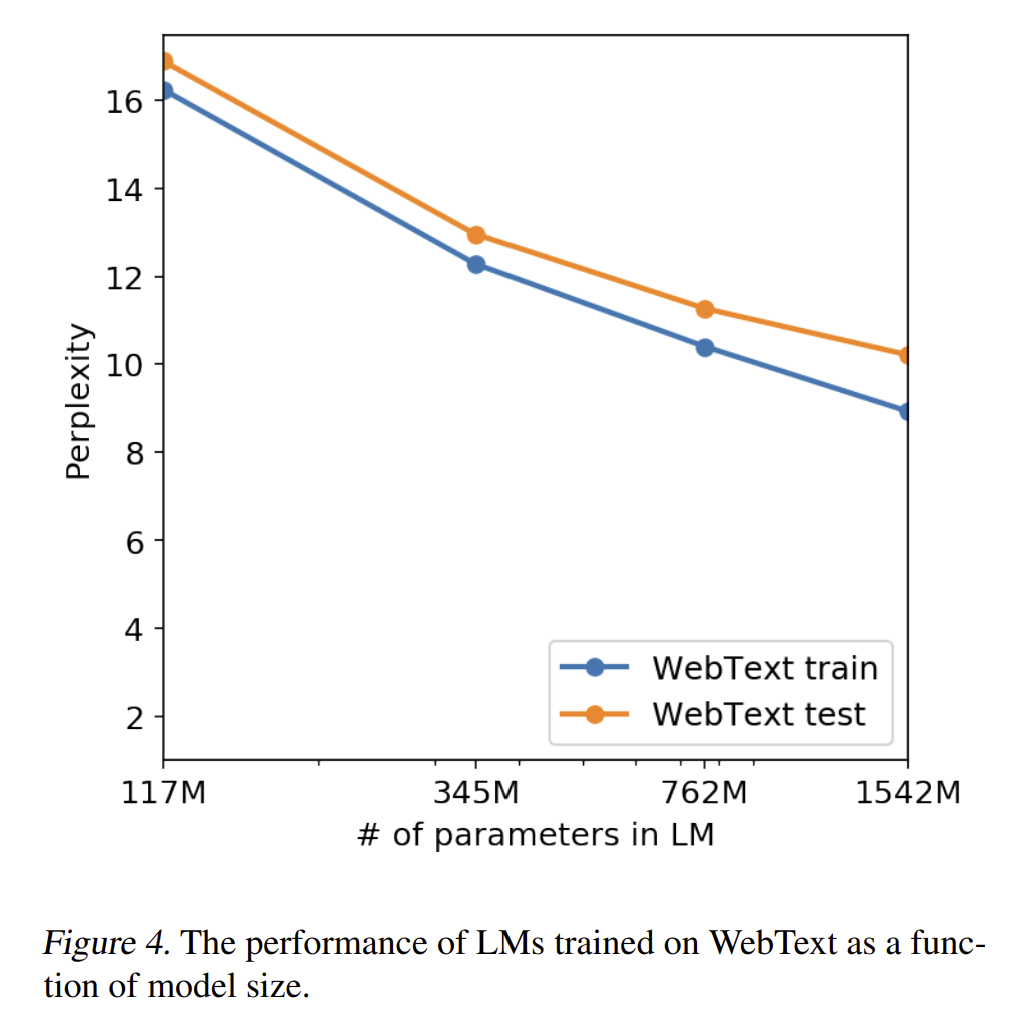 16
14
12
10
8
6
4
2
Perplexity
WebText train
WebText test
117M 345M 762M 1542M
# of parameters in LM
Figure 4. The performance of LMs trained on WebText as a func-
tion of model size.